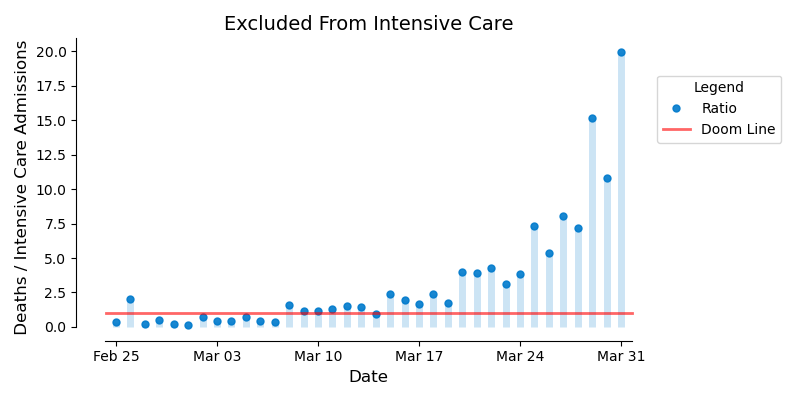 Excluded From Intensive Care
Deaths / Intensive Care Admissions
20.0
17.5
15.0
12.5
10.0
7.5
5.0
2.5
0.0
Feb 25
Mar 03
Mar 10
Mar 17
Mar 24
Mar 31
Date
Legend
Ratio
Doom Line